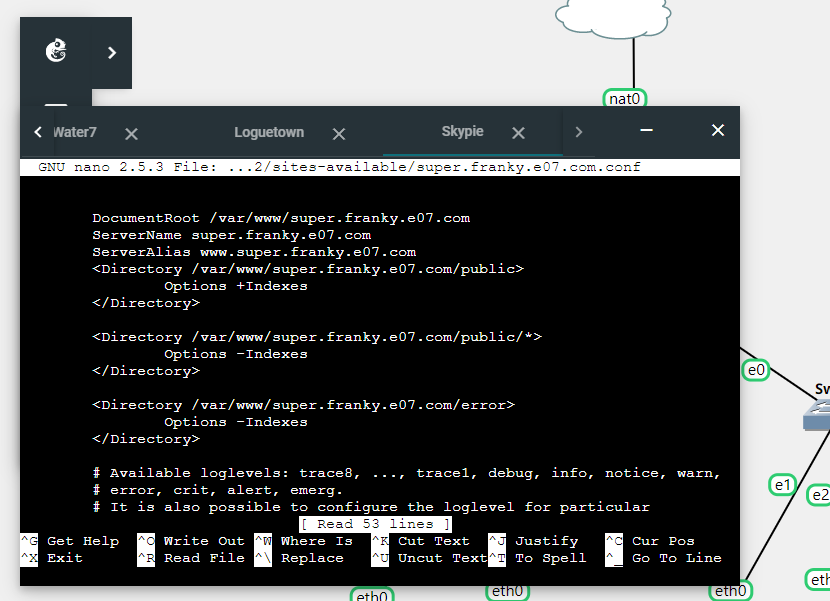 nat0
Water7
Loguetown
Skypie
GNU nano 2.5.3 File: ...2/sites-available/super.franky.e07.com.conf
DocumentRoot /var/www/super.franky.e07.com
ServerName super.franky.e07.com
ServerAlias www.super.franky.e07.com
<Directory /var/www/super.franky.e07.com/public>
Options +Indexes
</Directory>
<Directory /var/www/super.franky.e07.com/public/*>
Options -Indexes
</Directory>
<Directory /var/www/super.franky.e07.com/error>
Options -Indexes
</Directory>
# Available loglevels: trace8, ..., trace1, debug, info, notice, warn,
# error, crit, alert, emerg.
# It is also possible to configure the loglevel for particular
[ Read 53 lines ]
^G Get Help ^O Write Out ^W Where Is ^K Cut Text ^J Justify ^C Cur Pos
^X Exit ^R Read File ^\ Replace ^U Uncut Text ^T To Spell ^_ Go To Line
e0
Sw
e1
e2
eth0
eth0
eth0
eth